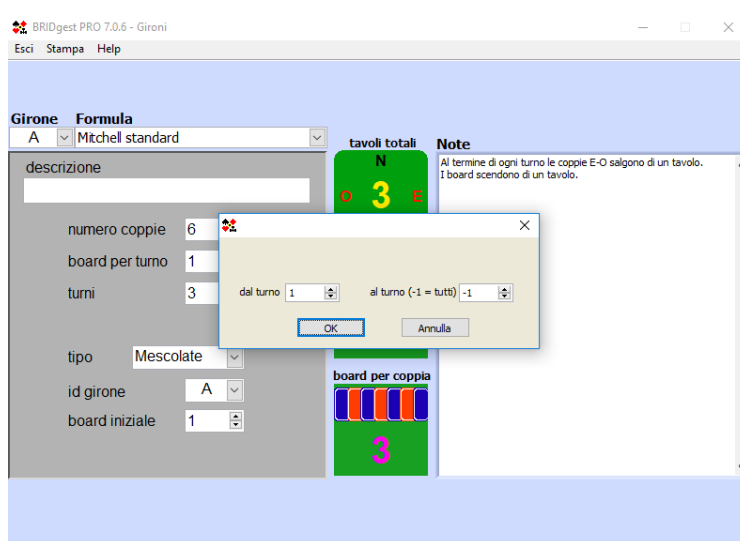 BRIDgest PRO 7.0.6 - Gironi
Esci Stampa Help
Girone Formula
A Mitchell standard
tavoli totali
Note
descrizione
N
O 3 E
Al termine di ogni turno le coppie E-O salgono di un tavolo.
I board scendono di un tavolo.
numero coppie 6
board per turno 1
turni 3
dal turno 1 al turno (-1 = tutti) -1
OK Annulla
tipo Mescolate
id girone A
board iniziale 1
board per coppia
3